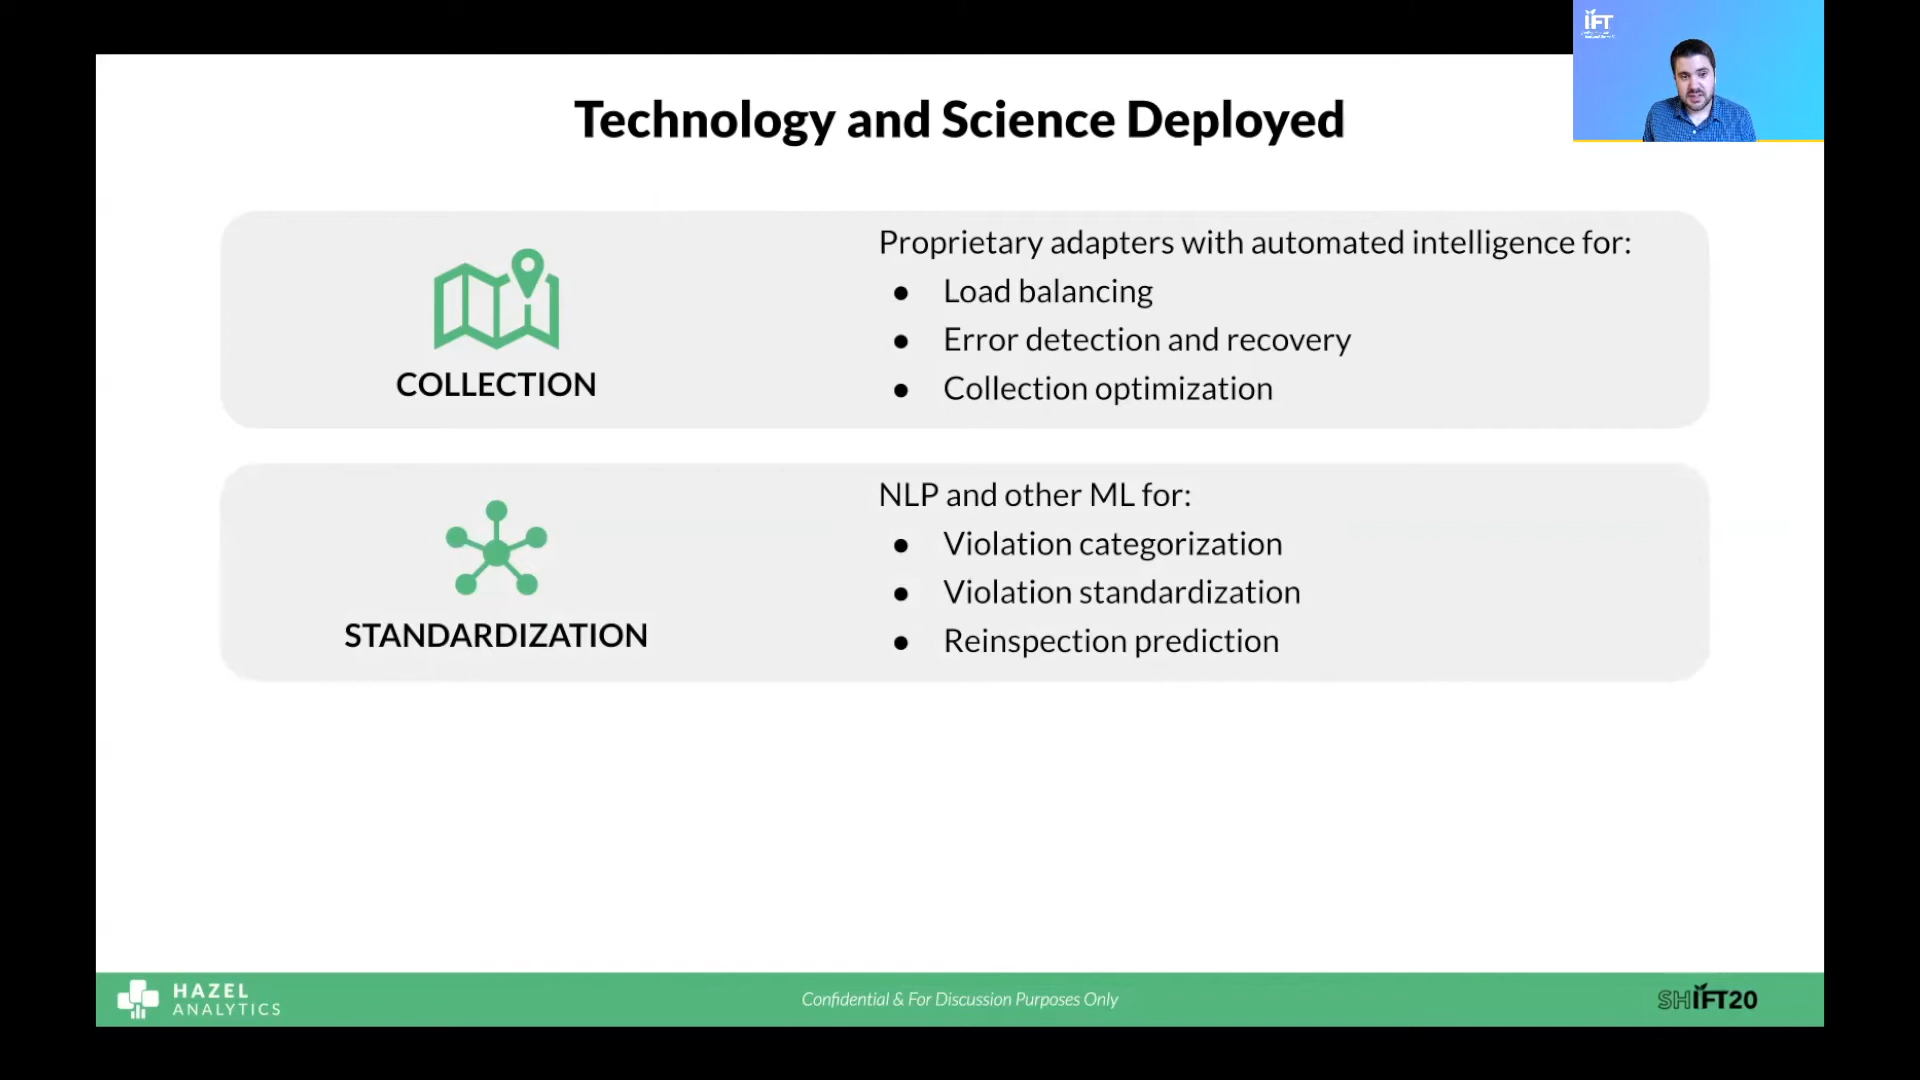 IFT
Technology and Science Deployed
Proprietary adapters with automated intelligence for:
● Load balancing
● Error detection and recovery
● Collection optimization
COLLECTION
NLP and other ML for:
● Violation categorization
● Violation standardization
● Reinspection prediction
STANDARDIZATION
HAZEL
ANALYTICS
Confidential & For Discussion Purposes Only
SHIFT20